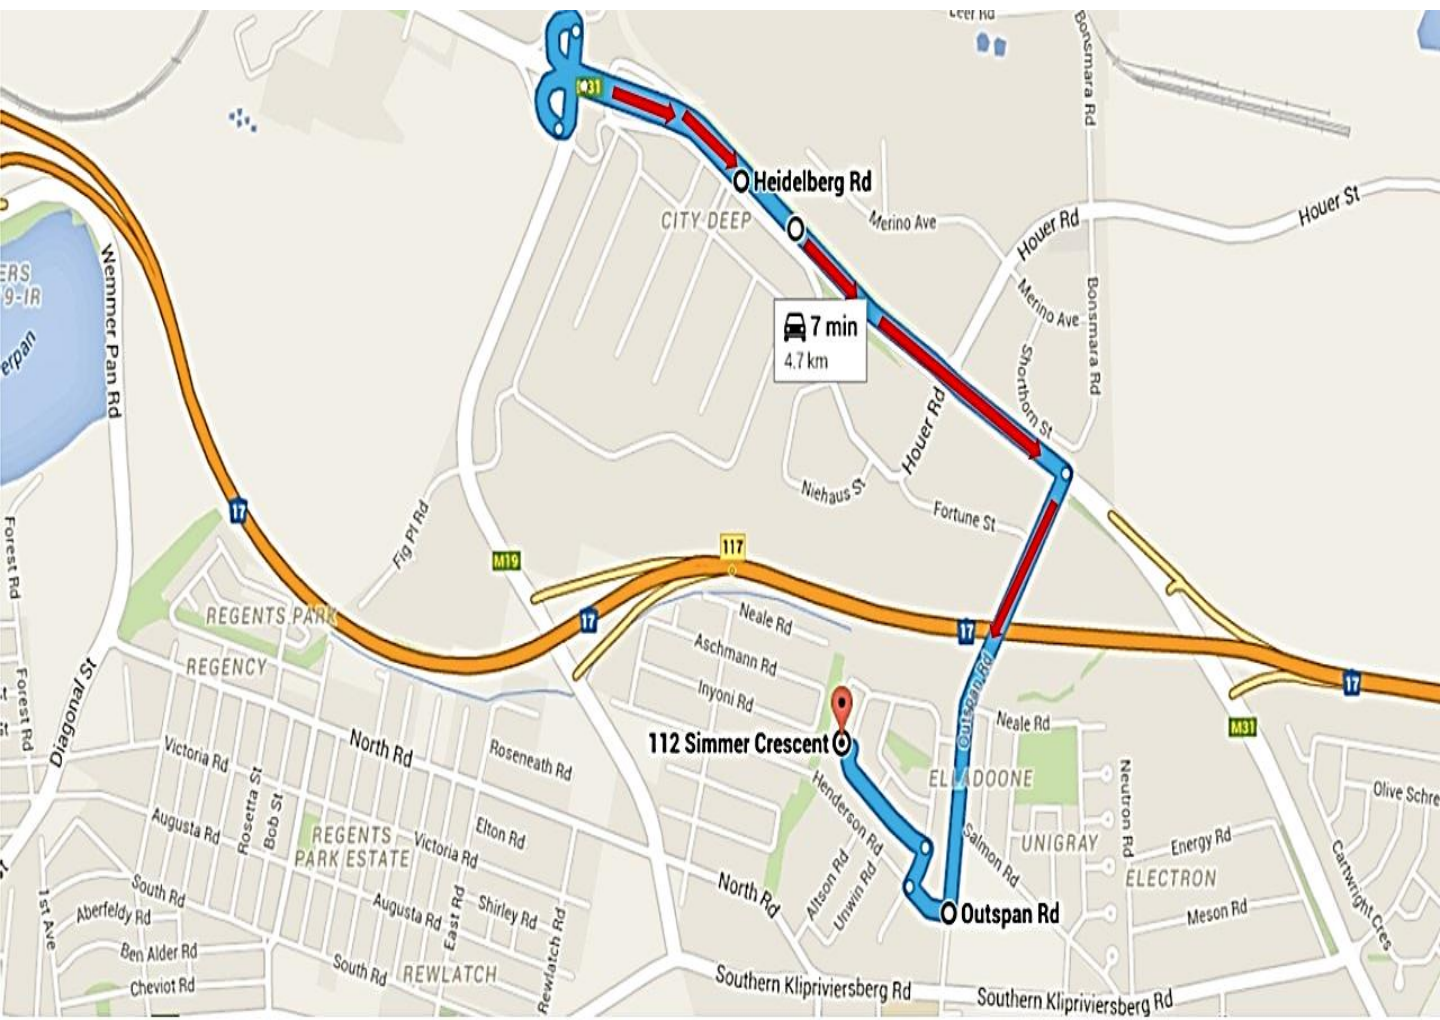 Leer Rd
Bonsmara Rd
M31
Heidelberg Rd
CITY DEEP
Merino Ave
Houer Rd
Houer St
Wemmer Pan Rd
ERS
9-IR
erpan
Merino Ave
Bonsmara Rd
7 min
4.7 km
Shorthorn St
Houer Rd
Niehaus St
Fortune St
17
Fig Pl Rd
M19
117
Forest Rd
REGENTS PARK
17
Neale Rd
17
Aschmann Rd
REGENCY
Inyoni Rd
Outspan Rd
17
Forest Rd
Diagonal St
112 Simmer Crescent
Neale Rd
M31
Victoria Rd
North Rd
Roseneath Rd
Henderson Rd
ELLADOONE
Neutron Rd
Olive Schre
Rosetta St
Bob St
Augusta Rd
REGENTS
PARK ESTATE
Victoria Rd
Elton Rd
Salmon Rd
UNIGRAY
Energy Rd
ELECTRON
Cartwright Cres
South Rd
Aberfeldy Rd
1st Ave
Augusta Rd
East Rd
Shirley Rd
North Rd
Altson Rd
Unwin Rd
Outspan Rd
Meson Rd
Ben Alder Rd
South Rd
REWLATCH
Rewlatch Rd
Cheviot Rd
Southern Klipriviersberg Rd
Southern Klipriviersberg Rd